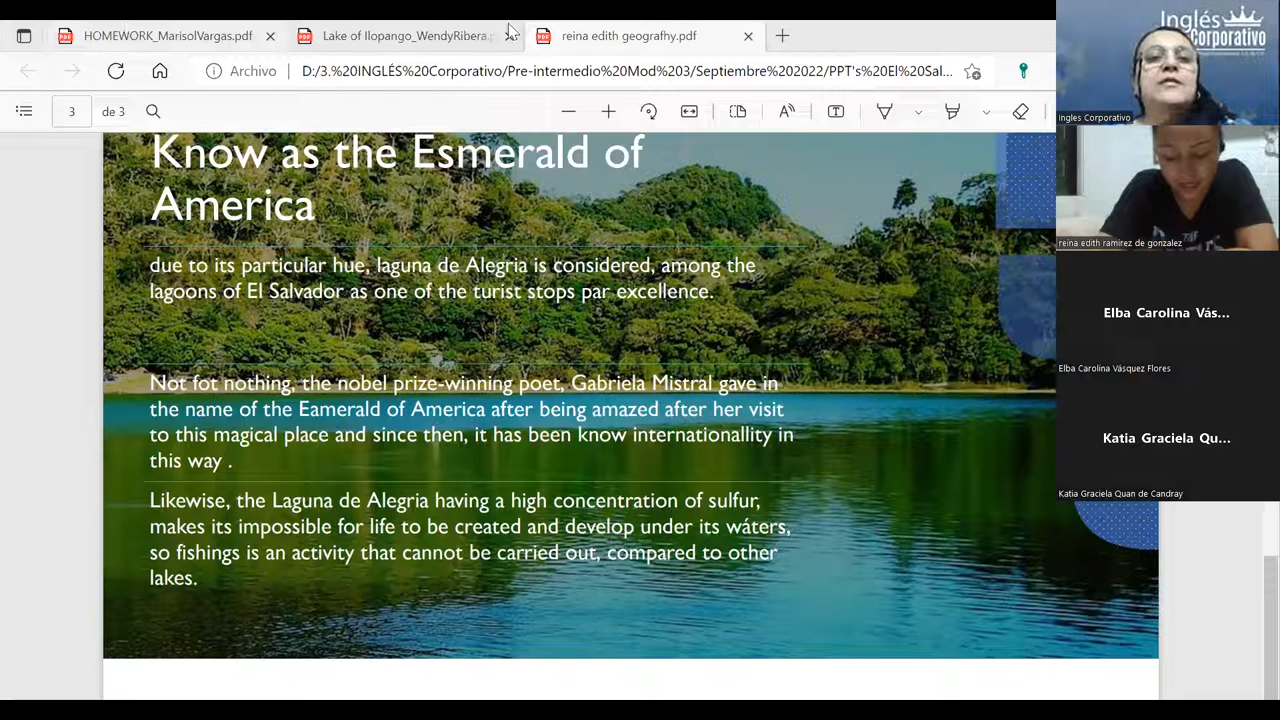 HOMEWORK_MarisolVargas.pdf
Lake of Ilopango_WendyRibera.p
reina edith geografhy.pdf
Archivo
D:/3.%20INGLÉS%20Corporativo/Pre-intermedio%20Mod%203/Septiembre%202022/PPT's%20El%20Sal...
3
de 3
Know as the Esmerald of
America
due to its particular hue, laguna de Alegria is considered, among the
lagoons of El Salvador as one of the turist stops par excellence.
Not fot nothing, the nobel prize-winning poet, Gabriela Mistral gave in
the name of the Eamerald of America after being amazed after her visit
to this magical place and since then, it has been know internationallity in
this way .
Likewise, the Laguna de Alegria having a high concentration of sulfur,
makes its impossible for life to be created and develop under its wáters,
so fishings is an activity that cannot be carried out, compared to other
lakes.
Inglés
Corporativo
Ingles Corporativo
reina edith ramirez de gonzalez
Elba Carolina Vás...
Elba Carolina Vásquez Flores
Katia Graciela Qu...
Katia Graciela Quan de Candray